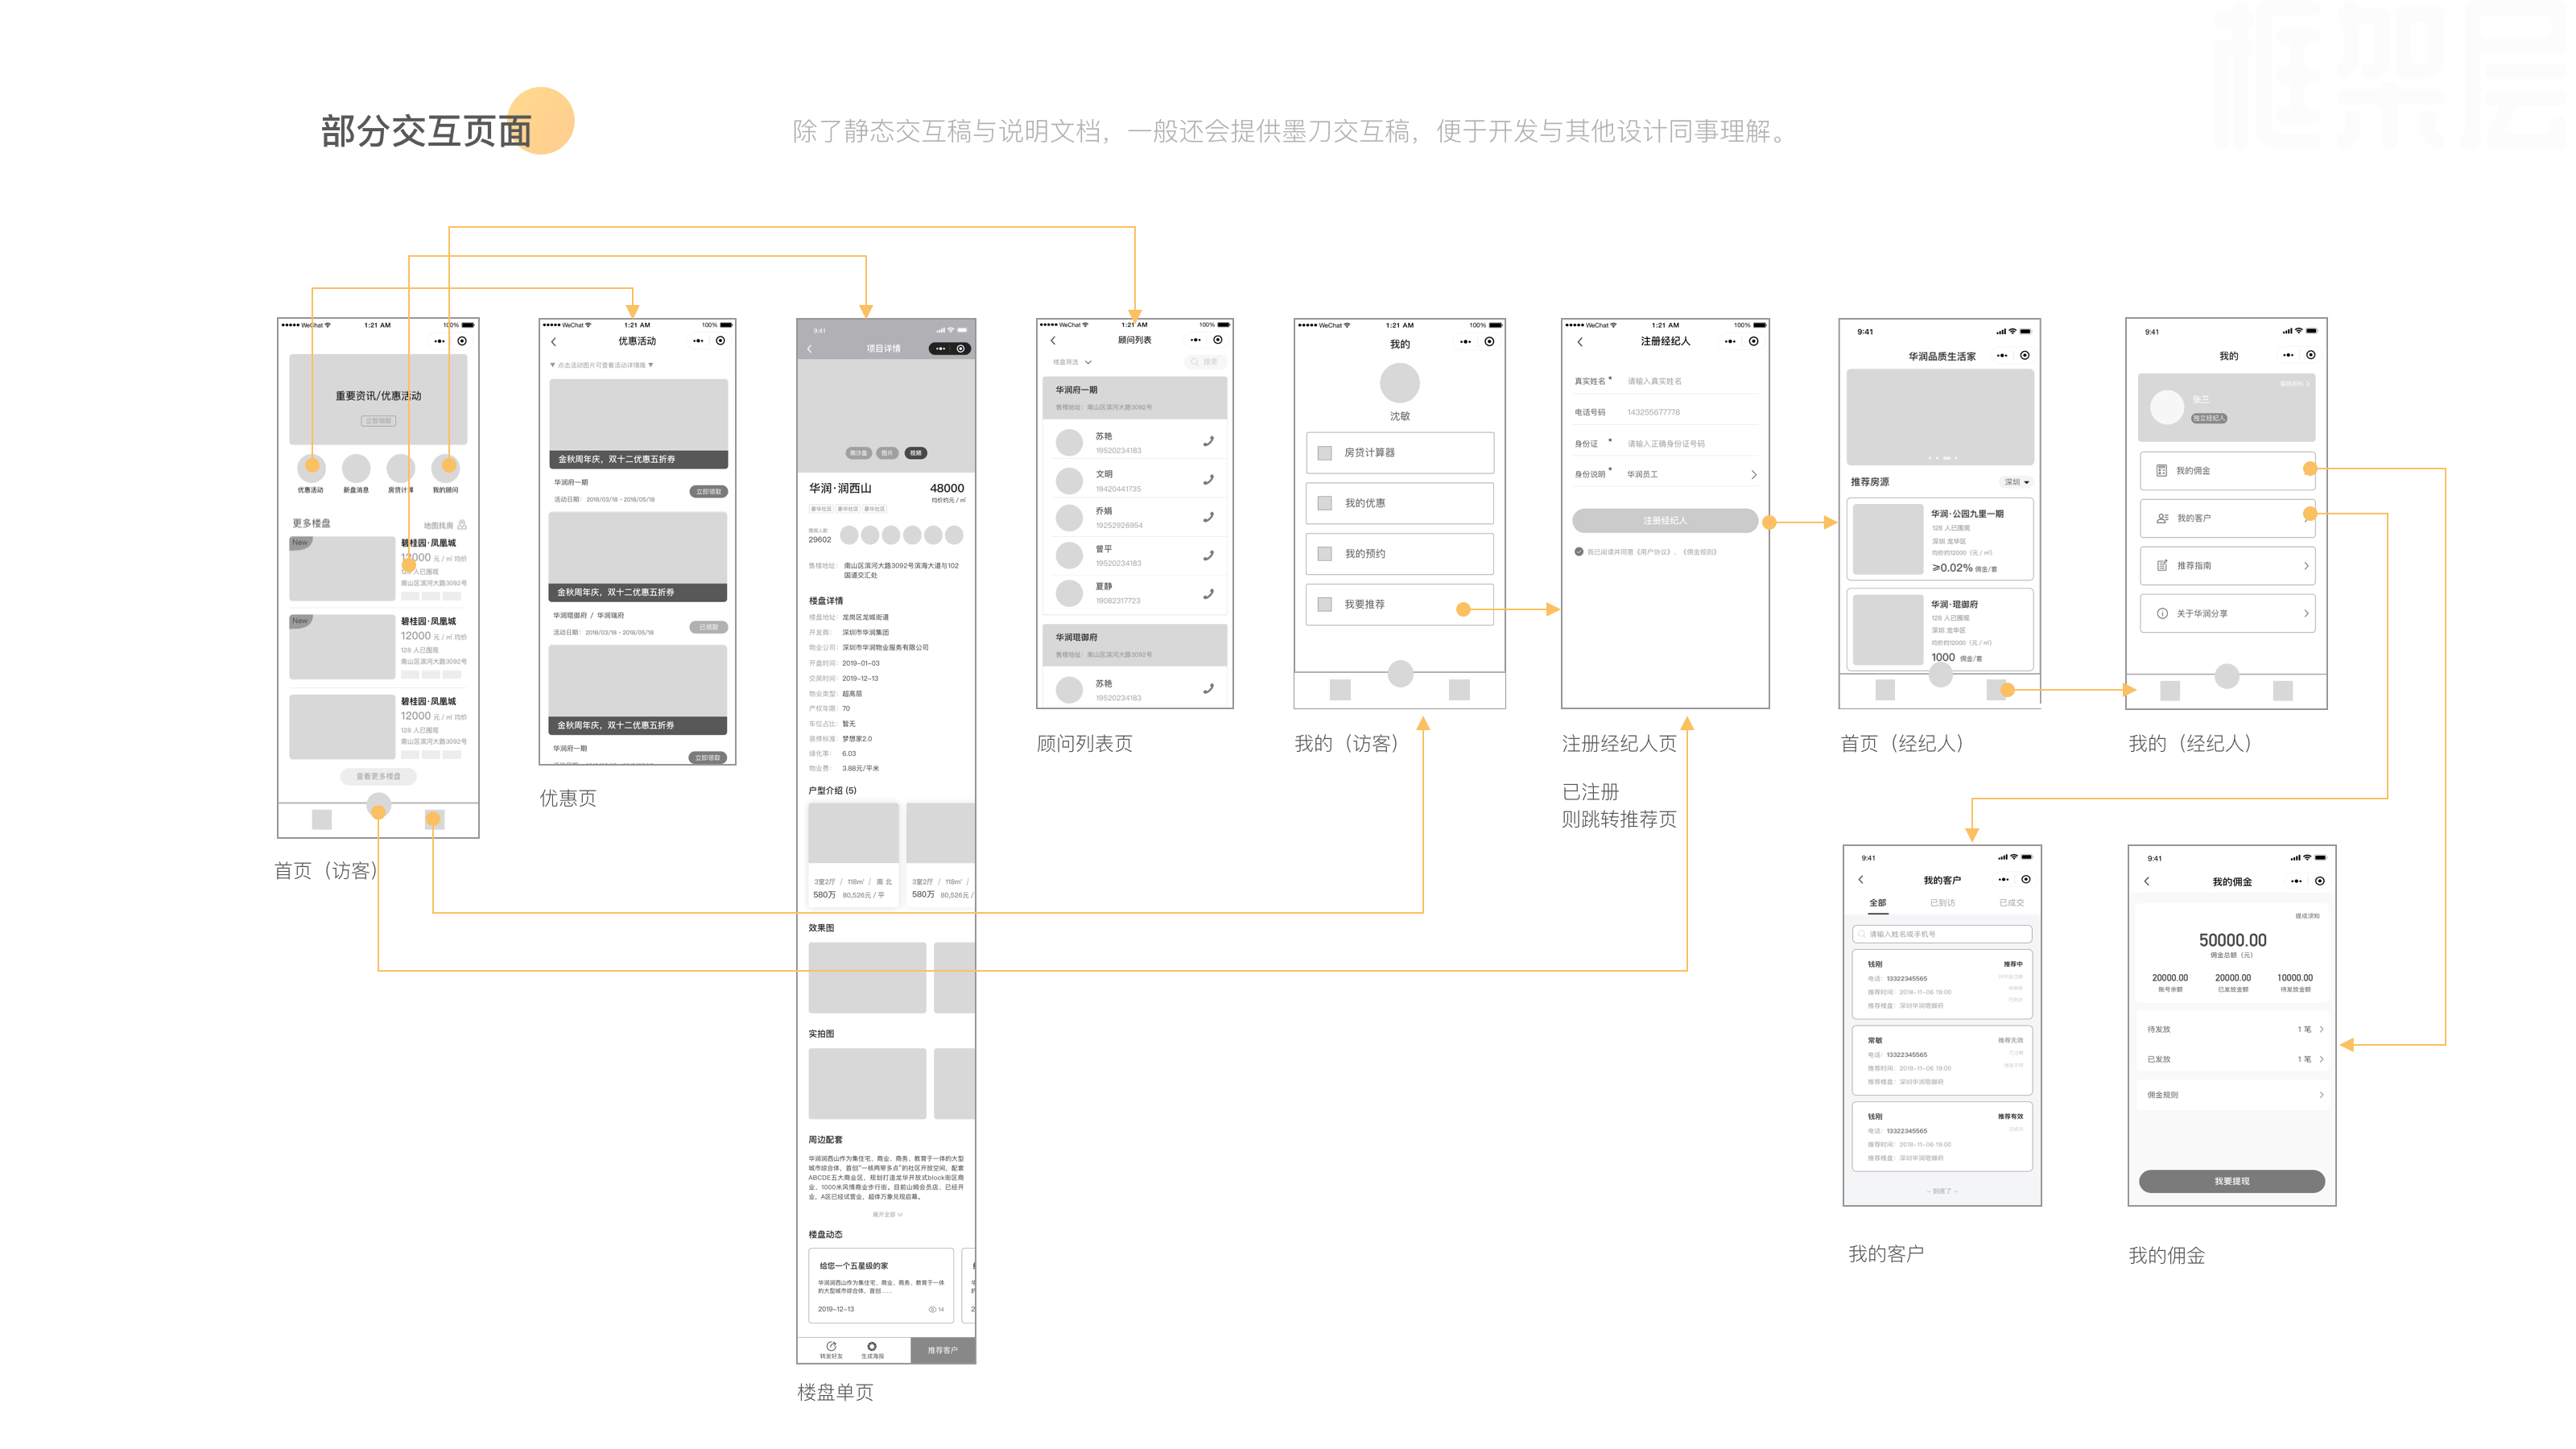 框架层
部分交互页面
除了静态交互稿与说明文档，一般还会提供墨刀交互稿，便于开发与其他设计同事理解。
WeChat 1:21 AM 100%
重要资讯/优惠活动
立即领取
优惠活动 新盘消息 房贷计算 我的顾问
更多楼盘 地图找房
New
碧桂园·凤凰城
12000 元 / ㎡ 均价
128 人已围观
南山区滨河大路3092号
New
碧桂园·凤凰城
12000 元 / ㎡ 均价
128 人已围观
南山区滨河大路3092号
碧桂园·凤凰城
12000 元 / ㎡ 均价
128 人已围观
南山区滨河大路3092号
查看更多楼盘
首页（访客）
WeChat 1:21 AM 100%
优惠活动
▼ 点击活动图片可查看活动详情哦 ▼
金秋周年庆，双十二优惠五折券
华润府一期
活动日期： 2018/03/18 - 2018/05/18
立即领取
金秋周年庆，双十二优惠五折券
华润琨御府 / 华润瑞府
活动日期： 2018/03/18 - 2018/05/18
已领取
金秋周年庆，双十二优惠五折券
华润府一期
立即领取
优惠页
9:41
项目详情
微沙盘 图片 视频
华润·润西山 48000
均价约元 / ㎡
豪华社区 豪华社区 豪华社区
29602
售楼地址： 南山区滨河大路3092号滨海大道与102
国道交汇处
楼盘详情
楼盘地址： 龙岗区龙城街道
开发商： 深圳市华润集团
物业公司： 深圳市华润物业服务有限公司
开盘时间： 2019-01-03
交房时间： 2019-12-13
物业类型： 超高层
产权年限： 70
车位占比： 暂无
装修标准： 梦想家2.0
绿化率： 6.03
物业费： 3.88元/平米
户型介绍 (5)
3室2厅 / 118㎡ / 南 北
580万 80,526元 / 平
3室2厅 / 118㎡ /
580万 80,526元 /
效果图
实拍图
周边配套
华润润西山作为集住宅、商业、商务、教育于一体的大型
城市综合体，首创“一核两带多点”的社区开放空间，配套
ABCDE五大商业区，规划打造龙华开放式block街区商
业、1000米风情商业步行街。目前山姆会员店、已经开
业，A区已经试营业，超体万象兑现启幕。
展开全部
楼盘动态
给您一个五星级的家
华润润西山作为集住宅、商业、商务、教育于一体
的大型城市综合体，首创......
2019-12-13 14
转发好友 生成海报 推荐客户
楼盘单页
WeChat 1:21 AM 100%
顾问列表
楼盘筛选 搜索
华润府一期
售楼地址：南山区滨河大路3092号
苏艳
19520234183
文明
19420441735
乔娟
19252926954
曾平
19520234183
夏静
19082317723
华润琨御府
售楼地址：南山区滨河大路3092号
苏艳
19520234183
顾问列表页
WeChat 1:21 AM 100%
我的
沈敏
房贷计算器
我的优惠
我的预约
我要推荐
我的（访客）
WeChat 1:21 AM 100%
注册经纪人
真实姓名 * 请输入真实姓名
电话号码 143255677778
身份证 * 请输入正确身份证号码
身份说明 * 华润员工
注册经纪人
我已阅读并同意《用户协议》、《佣金规则》
注册经纪人页
已注册
则跳转推荐页
9:41
华润品质生活家
推荐房源 深圳
华润·公园九里一期
128 人已围观
深圳 龙华区
均价约12000（元 / ㎡）
≥0.02% 佣金/套
华润·琨御府
128 人已围观
深圳 龙华区
均价约12000（元 / ㎡）
1000 佣金/套
首页（经纪人）
9:41
我的
张三
独立经纪人
我的佣金
我的客户
推荐指南
关于华润分享
我的（经纪人）
9:41
我的客户
全部 已到访 已成交
请输入姓名或手机号
钱刚 推荐中
电话：13322345565
推荐时间：2018-11-06 19:00
推荐楼盘：深圳华润琨御府
常敏 推荐无效
电话：13322345565
推荐时间：2018-11-06 19:00
推荐楼盘：深圳华润琨御府
钱刚 推荐有效
电话：13322345565
推荐时间：2018-11-06 19:00
推荐楼盘：深圳华润琨御府
- 到底了 -
我的客户
9:41
我的佣金
提成须知
50000.00
佣金总额（元）
20000.00 20000.00 10000.00
账号余额 已发放金额 待发放金额
待发放 1 笔
已发放 1 笔
佣金规则
我要提现
我的佣金